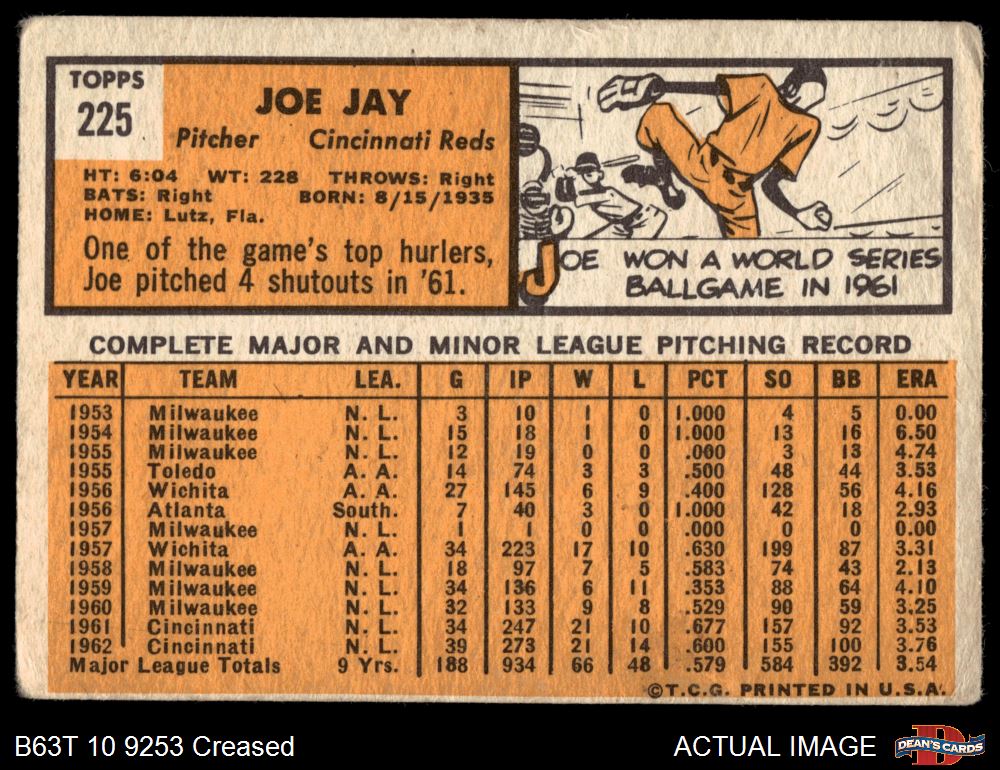 TOPPS
225
JOE JAY
Pitcher Cincinnati Reds
HT: 6:04 WT: 228 THROWS: Right
BATS: Right BORN: 8/15/1935
HOME: Lutz, Fla.
One of the game's top hurlers,
Joe pitched 4 shutouts in '61.
JOE WON A WORLD SERIES
BALLGAME IN 1961
COMPLETE MAJOR AND MINOR LEAGUE PITCHING RECORD
YEAR TEAM LEA. G IP W L PCT SO BB ERA
1953 Milwaukee N. L. 3 10 1 0 1.000 4 5 0.00
1954 Milwaukee N. L. 15 18 1 0 1.000 13 16 6.50
1955 Milwaukee N. L. 12 19 0 0 .000 3 13 4.74
1955 Toledo A. A. 14 74 3 3 .500 48 44 3.53
1956 Wichita A. A. 27 145 6 9 .400 128 56 4.16
1956 Atlanta South. 7 40 3 0 1.000 42 18 2.93
1957 Milwaukee N. L. 1 1 0 0 .000 0 0 0.00
1957 Wichita A. A. 34 223 17 10 .630 199 87 3.31
1958 Milwaukee N. L. 18 97 7 5 .583 74 43 2.13
1959 Milwaukee N. L. 34 136 6 11 .353 88 64 4.10
1960 Milwaukee N. L. 32 133 9 8 .529 90 59 3.25
1961 Cincinnati N. L. 34 247 21 10 .677 157 92 3.53
1962 Cincinnati N. L. 39 273 21 14 .600 155 100 3.76
Major League Totals 9 Yrs. 188 934 66 48 .579 584 392 3.54
©T.C.G. PRINTED IN U.S.A.
B63T 10 9253 Creased
ACTUAL IMAGE
DEAN'S CARDS